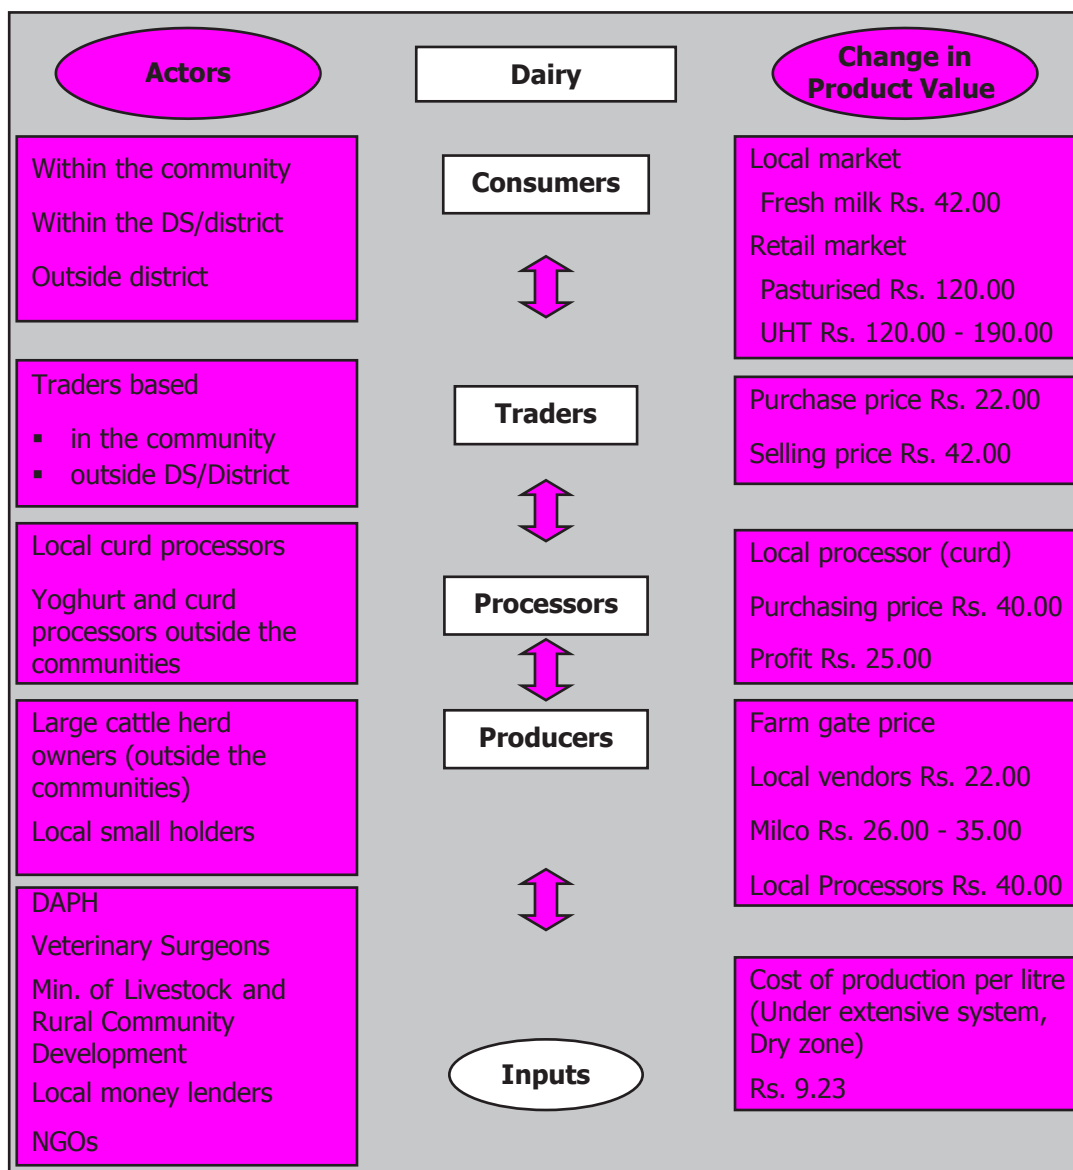 Actors
Dairy
Change in
Product Value
Within the community
Within the DS/district
Outside district
Consumers
Local market
Fresh milk Rs. 42.00
Retail market
Pasturised Rs. 120.00
UHT Rs. 120.00 - 190.00
Traders based
▪ in the community
▪ outside DS/District
Traders
Purchase price Rs. 22.00
Selling price Rs. 42.00
Local curd processors
Yoghurt and curd
processors outside the
communities
Processors
Local processor (curd)
Purchasing price Rs. 40.00
Profit Rs. 25.00
Large cattle herd
owners (outside the
communities)
Local small holders
Producers
Farm gate price
Local vendors Rs. 22.00
Milco Rs. 26.00 - 35.00
Local Processors Rs. 40.00
DAPH
Veterinary Surgeons
Min. of Livestock and
Rural Community
Development
Local money lenders
NGOs
Inputs
Cost of production per litre
(Under extensive system,
Dry zone)
Rs. 9.23